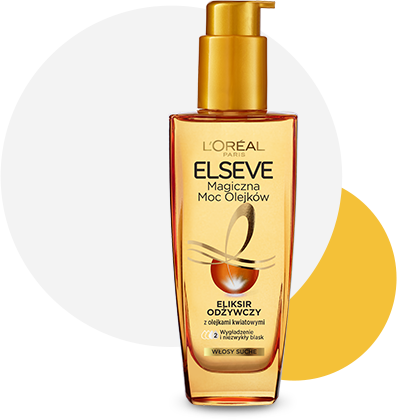 L'ORÉAL
PARIS
ELSEVE
Magiczna
Moc Olejków
ELIKSIR
ODŻYWCZY
z olejkami kwiatowymi
2 Wygładzenie
i niezwykły blask
WŁOSY SUCHE